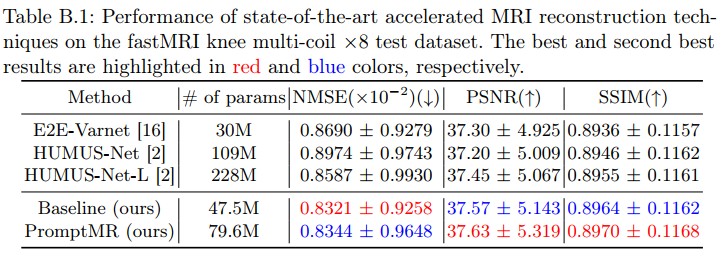 Table B.1: Performance of state-of-the-art accelerated MRI reconstruction tech-
niques on the fastMRI knee multi-coil ×8 test dataset. The best and second best
results are highlighted in red and blue colors, respectively.
Method | # of params | NMSE(×10⁻²)(↓) | PSNR(↑) | SSIM(↑)
E2E-Varnet [16] | 30M | 0.8690 ± 0.9279 | 37.30 ± 4.925 | 0.8936 ± 0.1157
HUMUS-Net [2] | 109M | 0.8974 ± 0.9743 | 37.20 ± 5.009 | 0.8946 ± 0.1162
HUMUS-Net-L [2] | 228M | 0.8587 ± 0.9930 | 37.45 ± 5.067 | 0.8955 ± 0.1161
Baseline (ours) | 47.5M | 0.8321 ± 0.9258 | 37.57 ± 5.143 | 0.8964 ± 0.1162
PromptMR (ours) | 79.6M | 0.8344 ± 0.9648 | 37.63 ± 5.319 | 0.8970 ± 0.1168